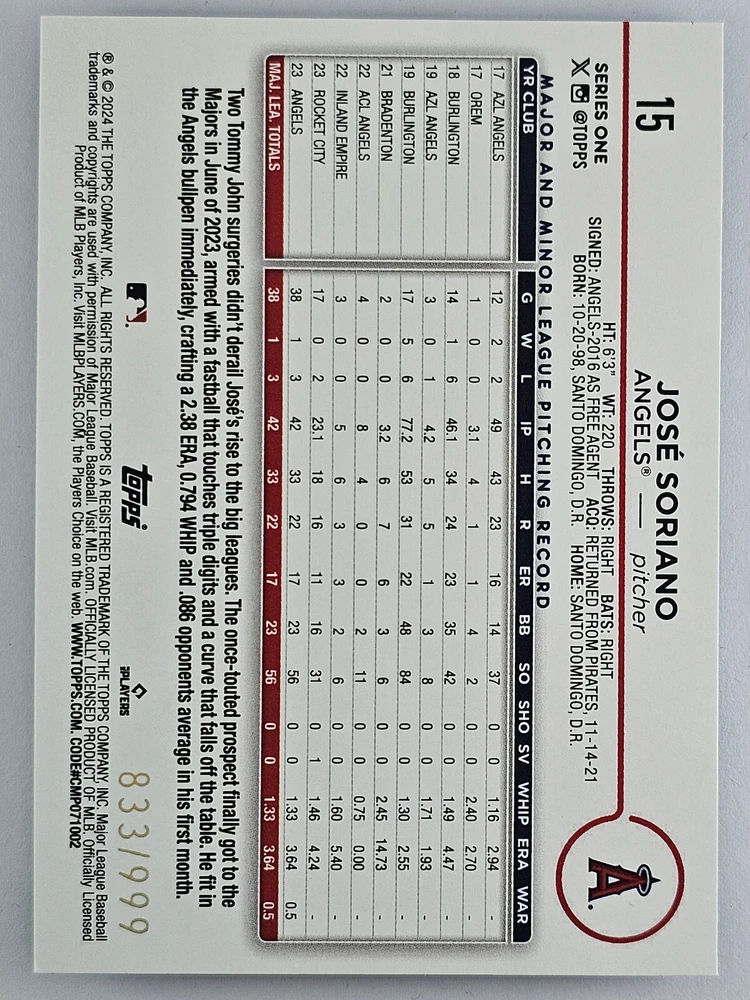 15
JOSÉ SORIANO
ANGELS® — pitcher
SERIES ONE
@TOPPS
HT: 6'3" WT: 220 THROWS: RIGHT BATS: RIGHT
SIGNED: ANGELS-2016 AS FREE AGENT ACQ: RETURNED FROM PIRATES, 11-14-21
BORN: 10-20-98, SANTO DOMINGO, D.R. HOME: SANTO DOMINGO, D.R.
A
MAJOR AND MINOR LEAGUE PITCHING RECORD
YR CLUB G W L IP H R ER BB SO SHO SV WHIP ERA WAR
17 AZL ANGELS 12 2 2 49 43 23 16 14 37 0 0 1.16 2.94 -
17 OREM 1 0 0 3.1 4 1 1 4 2 0 0 2.40 2.70 -
18 BURLINGTON 14 1 6 46.1 34 24 23 35 42 0 0 1.49 4.47 -
19 AZL ANGELS 3 0 1 4.2 5 5 1 3 8 0 0 1.71 1.93 -
19 BURLINGTON 17 5 6 77.2 53 31 22 48 84 0 0 1.30 2.55 -
21 BRADENTON 2 0 0 3.2 6 7 6 3 6 0 0 2.45 14.73 -
22 ACL ANGELS 4 0 0 8 4 0 0 2 11 0 0 0.75 0.00 -
22 INLAND EMPIRE 3 0 0 5 6 3 3 2 6 0 0 1.60 5.40 -
23 ROCKET CITY 17 0 2 23.1 18 16 11 16 31 0 1 1.46 4.24 -
23 ANGELS 38 1 3 42 33 22 17 23 56 0 0 1.33 3.64 0.5
MAJ. LEA. TOTALS 38 1 3 42 33 22 17 23 56 0 0 1.33 3.64 0.5
Two Tommy John surgeries didn't derail José's rise to the big leagues. The once-touted prospect finally got to the
Majors in June of 2023, armed with a fastball that touches triple digits and a curve that falls off the table. He fit in
the Angels bullpen immediately, crafting a 2.38 ERA, 0.794 WHIP and .086 opponents average in his first month.
topps
PLAYERS
833/999
® & © 2024 THE TOPPS COMPANY, INC. ALL RIGHTS RESERVED. TOPPS IS A REGISTERED TRADEMARK OF THE TOPPS COMPANY, INC. Major League Baseball
trademarks and copyrights are used with permission of Major League Baseball. Visit MLB.com. OFFICIALLY LICENSED PRODUCT OF MLB. Officially Licensed
Product of MLB Players, Inc. Visit MLBPLAYERS.COM, the Players Choice on the web. WWW.TOPPS.COM. CODE#CMP071002